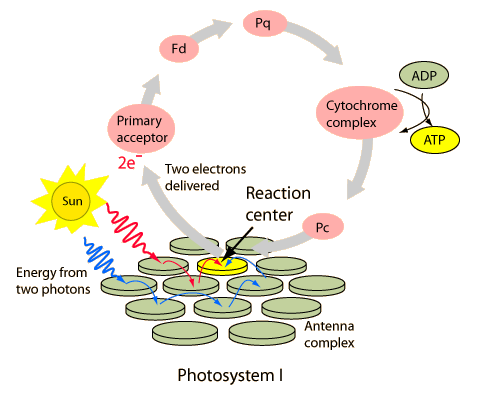 Pq
Fd
ADP
Cytochrome
complex
ATP
Primary
acceptor
2e⁻
Two electrons
delivered
Sun
Reaction
center
Pc
Energy from
two photons
Antenna
complex
Photosystem I